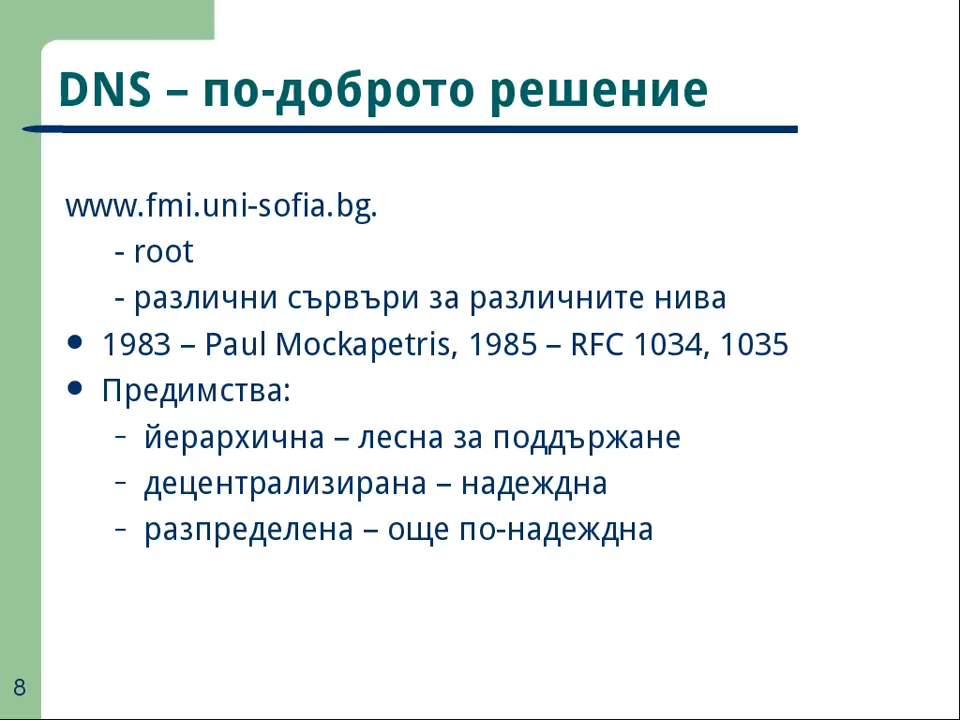 DNS – по-доброто решение
www.fmi.uni-sofia.bg.
- root
- различни сървъри за различните нива
● 1983 – Paul Mockapetris, 1985 – RFC 1034, 1035
● Предимства:
– йерархична – лесна за поддържане
– децентрализирана – надеждна
– разпределена – още по-надеждна
8